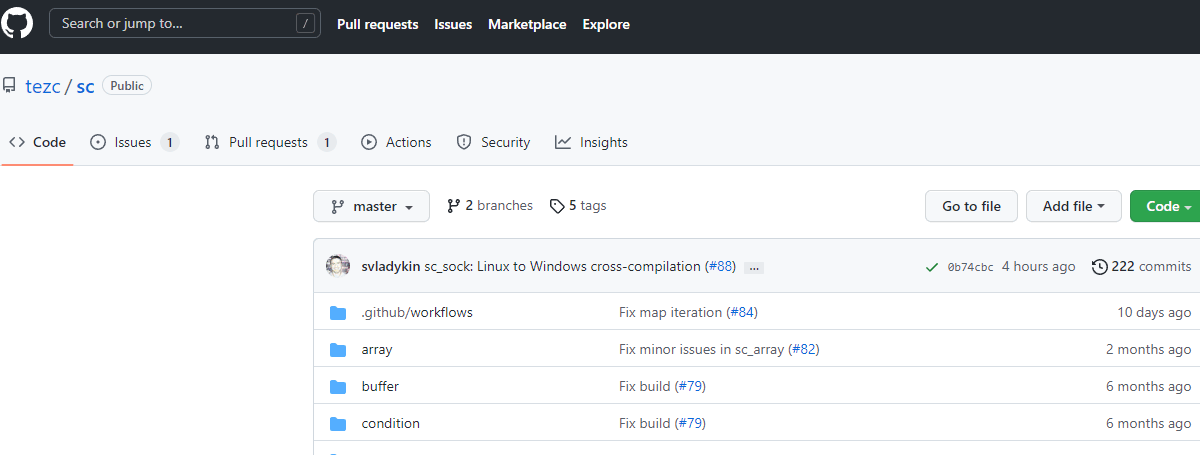 Search or jump to... /
Pull requests Issues Marketplace Explore
tezc / sc Public
Code Issues 1 Pull requests 1 Actions Security Insights
master 2 branches 5 tags Go to file Add file Code
svladykin sc_sock: Linux to Windows cross-compilation (#88) ... 0b74cbc 4 hours ago 222 commits
.github/workflows Fix map iteration (#84) 10 days ago
array Fix minor issues in sc_array (#82) 2 months ago
buffer Fix build (#79) 6 months ago
condition Fix build (#79) 6 months ago